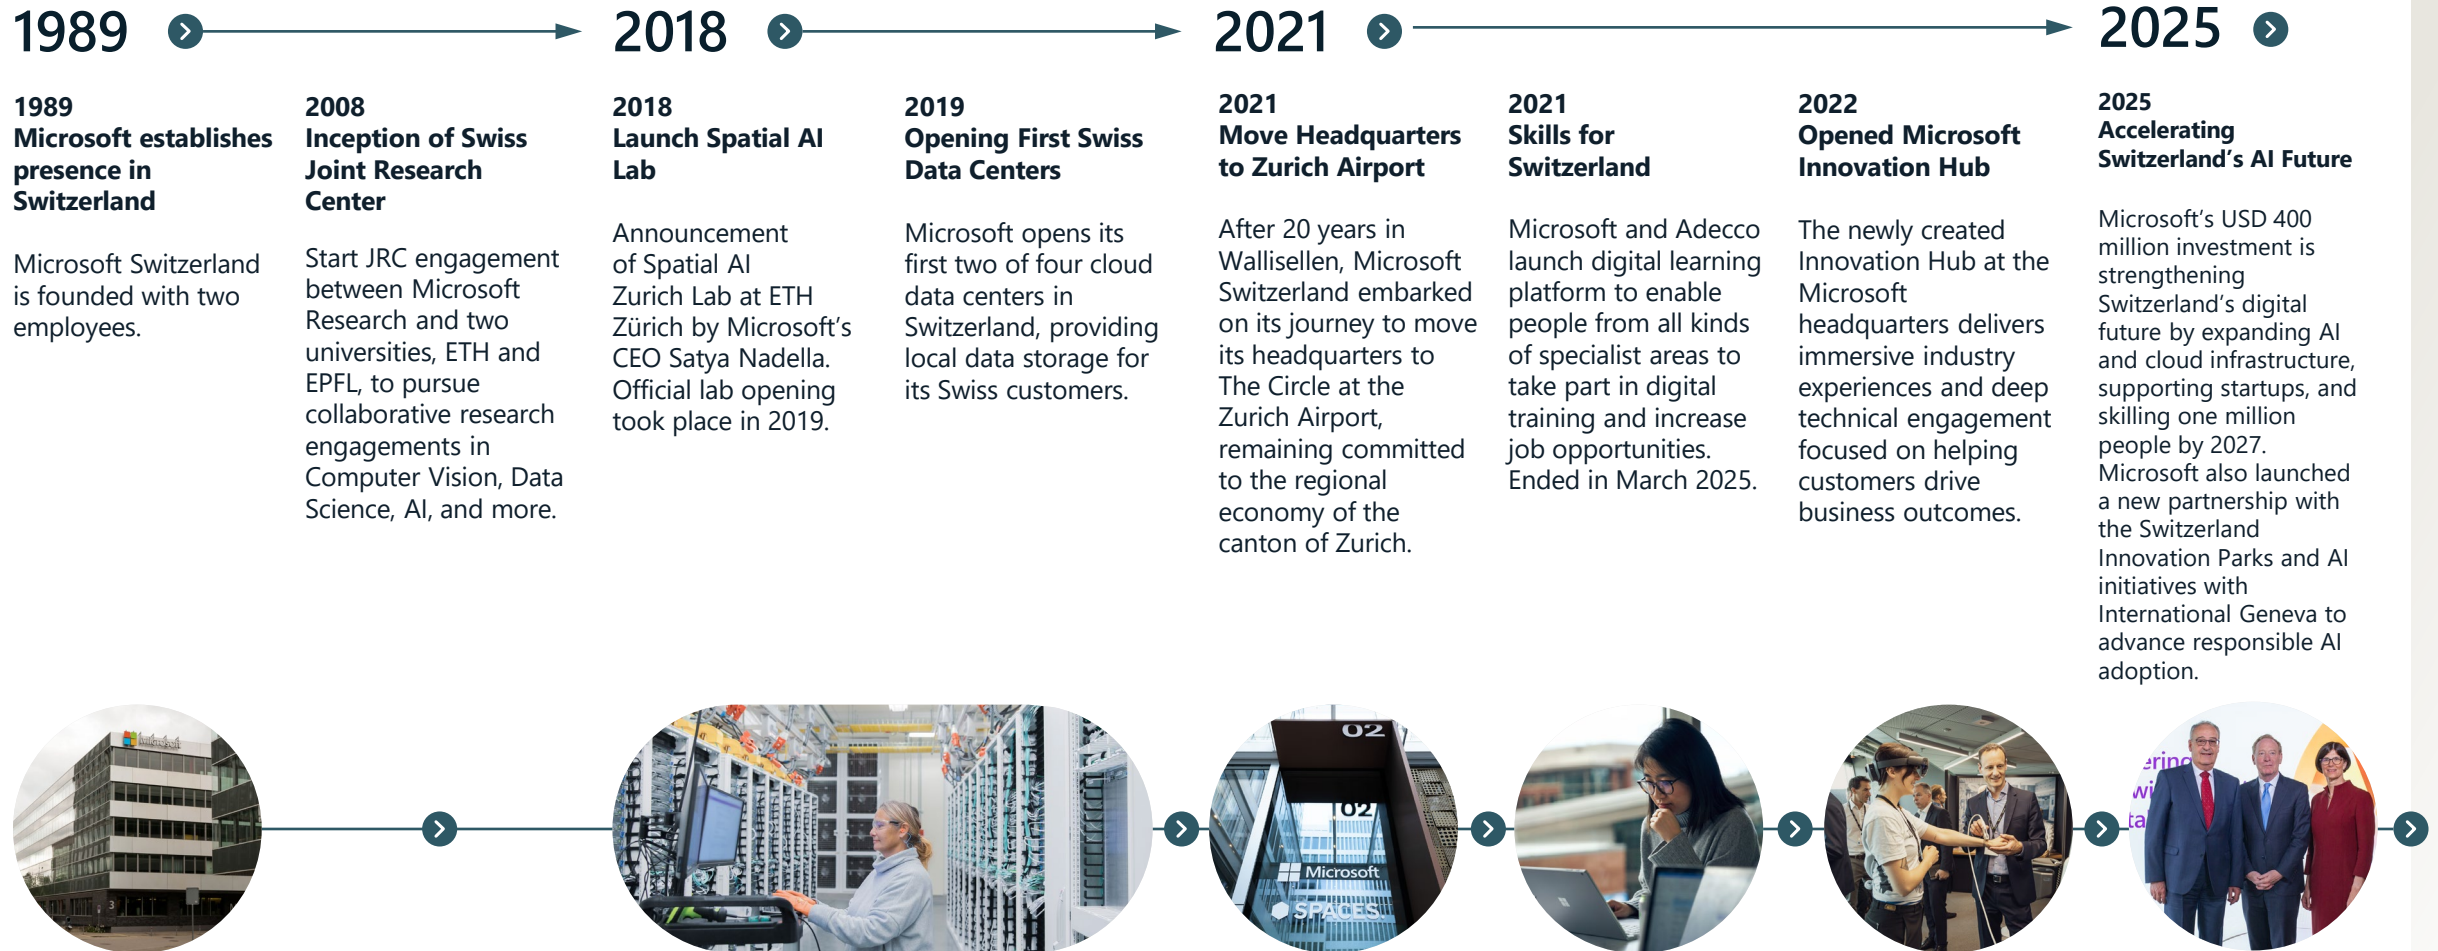 1989
2018
2021
2025
1989
Microsoft establishes
presence in
Switzerland
Microsoft Switzerland
is founded with two
employees.
2008
Inception of Swiss
Joint Research
Center
Start JRC engagement
between Microsoft
Research and two
universities, ETH and
EPFL, to pursue
collaborative research
engagements in
Computer Vision, Data
Science, AI, and more.
2018
Launch Spatial AI
Lab
Announcement
of Spatial AI
Zurich Lab at ETH
Zürich by Microsoft's
CEO Satya Nadella.
Official lab opening
took place in 2019.
2019
Opening First Swiss
Data Centers
Microsoft opens its
first two of four cloud
data centers in
Switzerland, providing
local data storage for
its Swiss customers.
2021
Move Headquarters
to Zurich Airport
After 20 years in
Wallisellen, Microsoft
Switzerland embarked
on its journey to move
its headquarters to
The Circle at the
Zurich Airport,
remaining committed
to the regional
economy of the
canton of Zurich.
2021
Skills for
Switzerland
Microsoft and Adecco
launch digital learning
platform to enable
people from all kinds
of specialist areas to
take part in digital
training and increase
job opportunities.
Ended in March 2025.
2022
Opened Microsoft
Innovation Hub
The newly created
Innovation Hub at the
Microsoft
headquarters delivers
immersive industry
experiences and deep
technical engagement
focused on helping
customers drive
business outcomes.
2025
Accelerating
Switzerland's AI Future
Microsoft's USD 400
million investment is
strengthening
Switzerland's digital
future by expanding AI
and cloud infrastructure,
supporting startups, and
skilling one million
people by 2027.
Microsoft also launched
a new partnership with
the Switzerland
Innovation Parks and AI
initiatives with
International Geneva to
advance responsible AI
adoption.
Microsoft
3
02
02
Microsoft
SPACES
ering
wi
ta